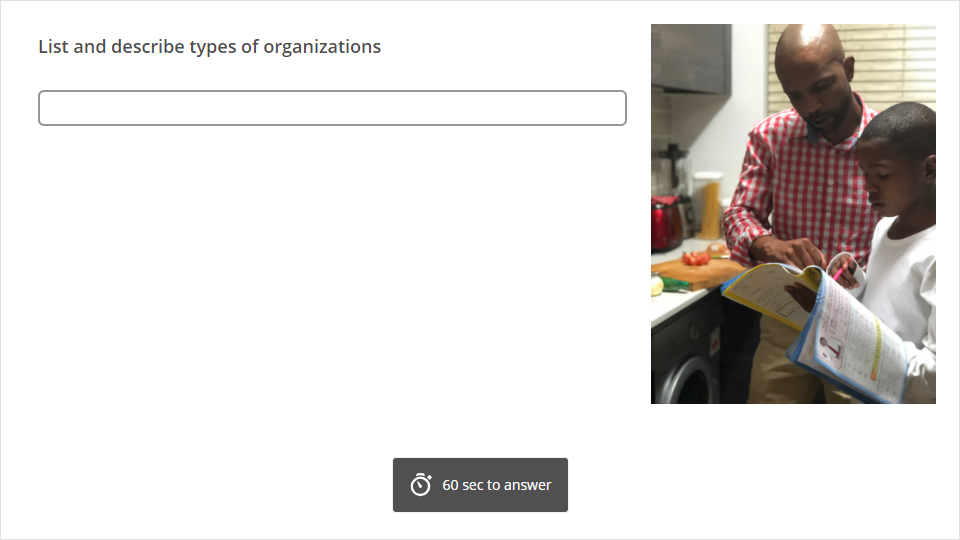 List and describe types of organizations
60 sec to answer